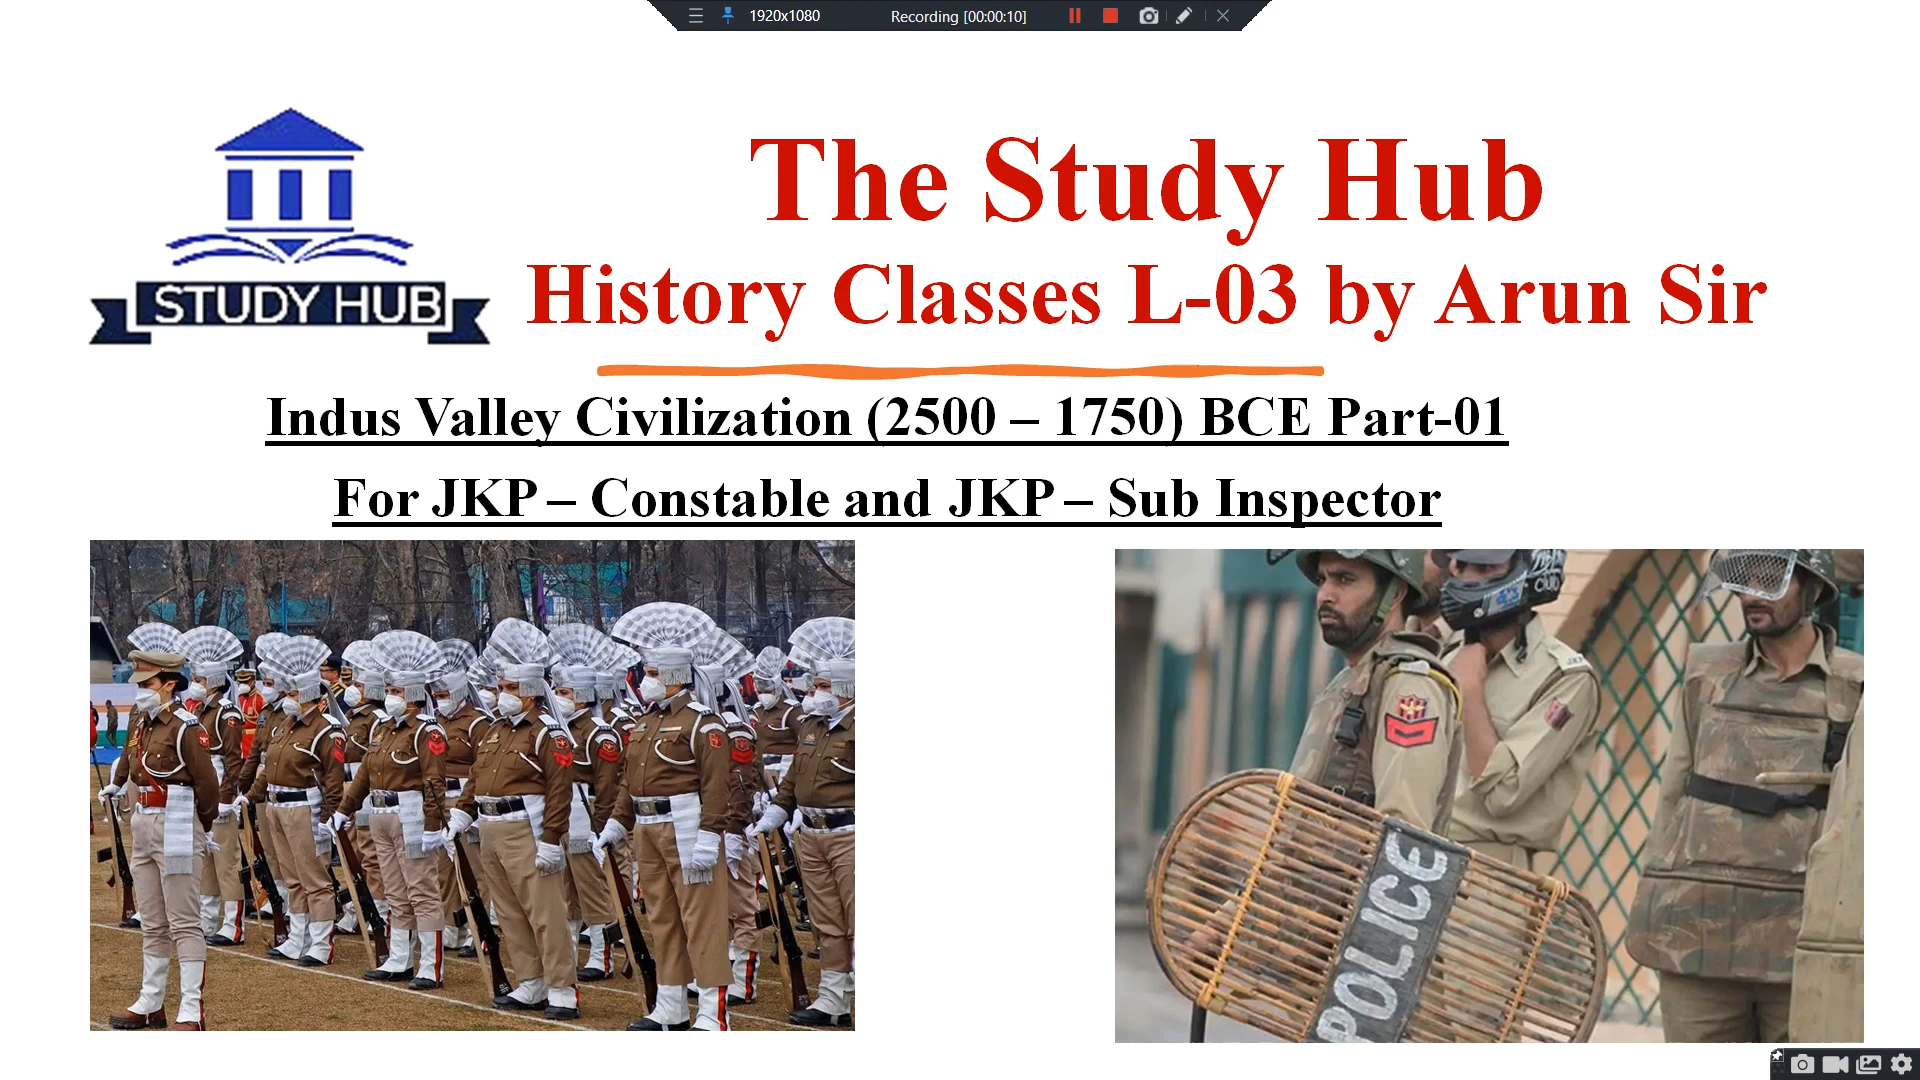 1920x1080 Recording [00:00:10]
The Study Hub
STUDY HUB
History Classes L-03 by Arun Sir
Indus Valley Civilization (2500 – 1750) BCE Part-01
For JKP – Constable and JKP – Sub Inspector
POLICE